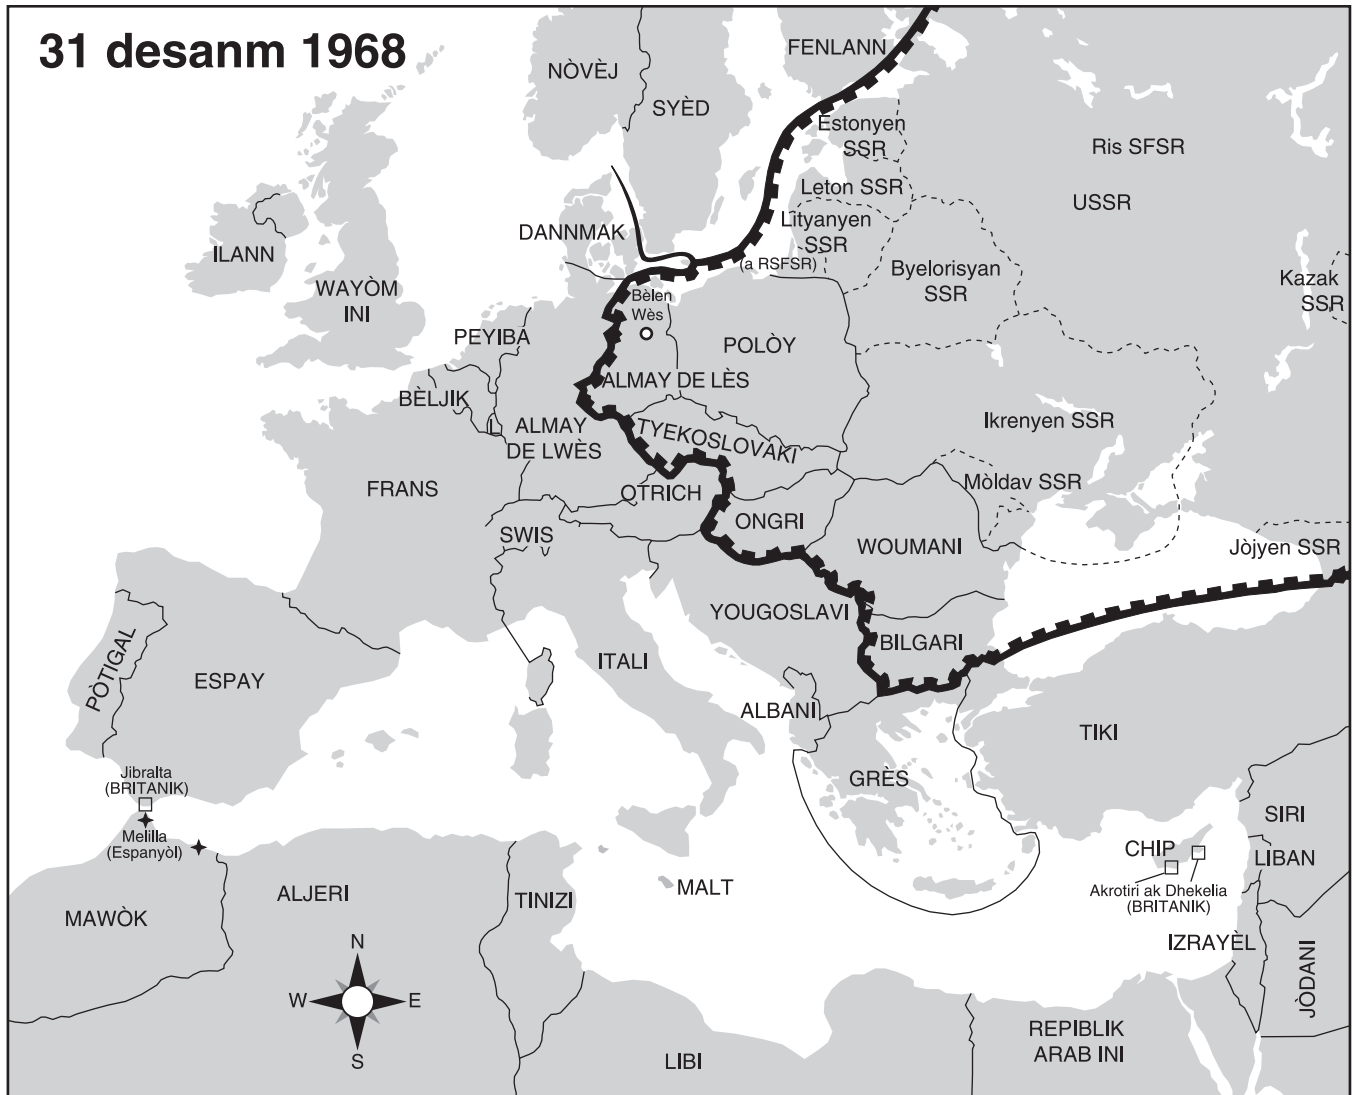 31 desanm 1968
FENLANN
NÒVÈJ
SYÈD
Estonyen
SSR
Ris SFSR
Leton SSR
USSR
Lityanyen
SSR
DANNMAK
ILANN
(a RSFSR)
Byelorisyan
SSR
Kazak
SSR
WAYÒM
INI
Bèlen
Wès
PEYIBA
POLÒY
ALMAY DE LÈS
BÈLJIK
L
ALMAY
DE LWÈS
TYEKOSLOVAKI
Ikrenyen SSR
FRANS
OTRICH
Mòldav SSR
SWIS
ONGRI
WOUMANI
Jòjyen SSR
YOUGOSLAVI
BILGARI
PÒTIGAL
ESPAY
ITALI
ALBANI
TIKI
GRÈS
Jibralta
(BRITANIK)
Melilla
(Espanyòl)
SIRI
CHIP
LIBAN
Akrotiri ak Dhekelia
(BRITANIK)
MALT
ALJERI
TINIZI
MAWÒK
IZRAYÈL
JÒDANI
N
W
E
S
REPIBLIK
ARAB INI
LIBI